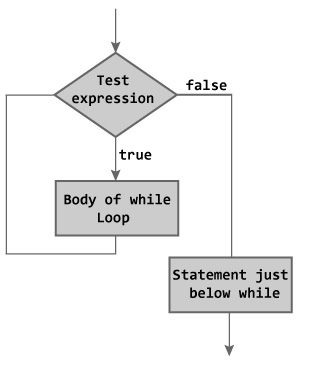 Test
expression
false
true
Body of while
Loop
Statement just
below while